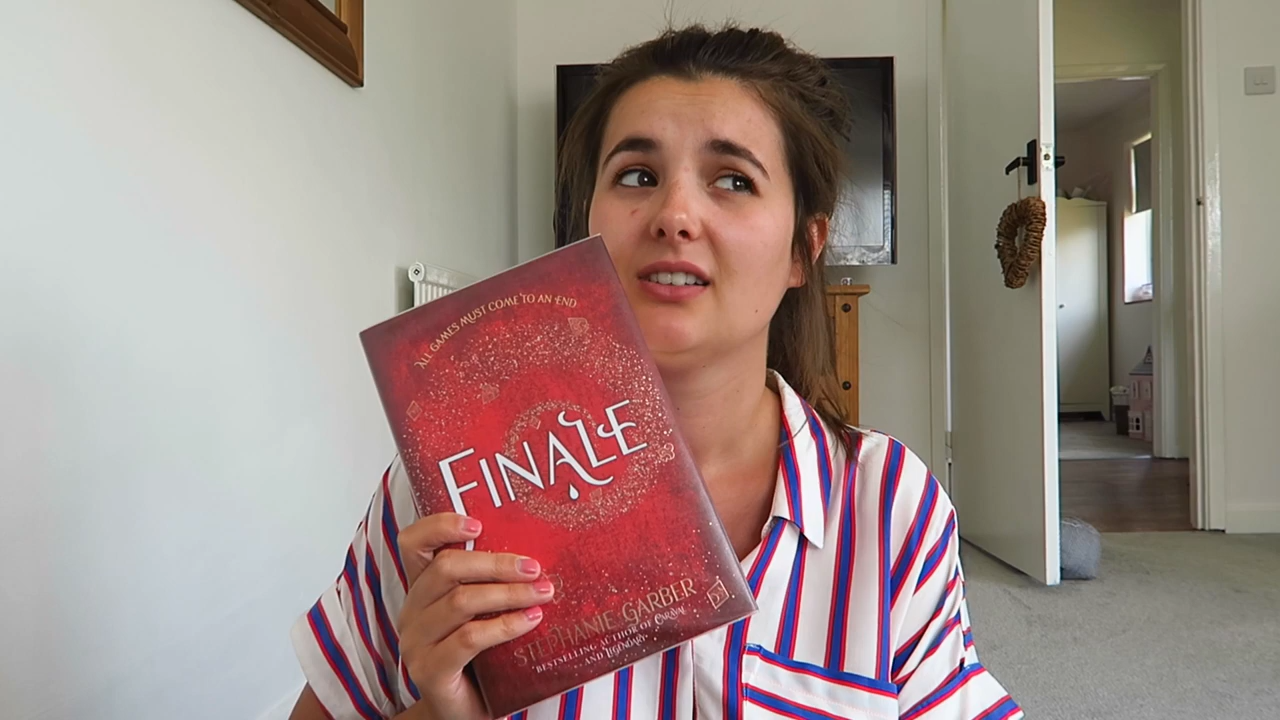 ALL GAMES MUST COME TO AN END
FINALE
STEPHANIE GARBER
BESTSELLING AUTHOR OF CARAVAL
AND LEGENDARY